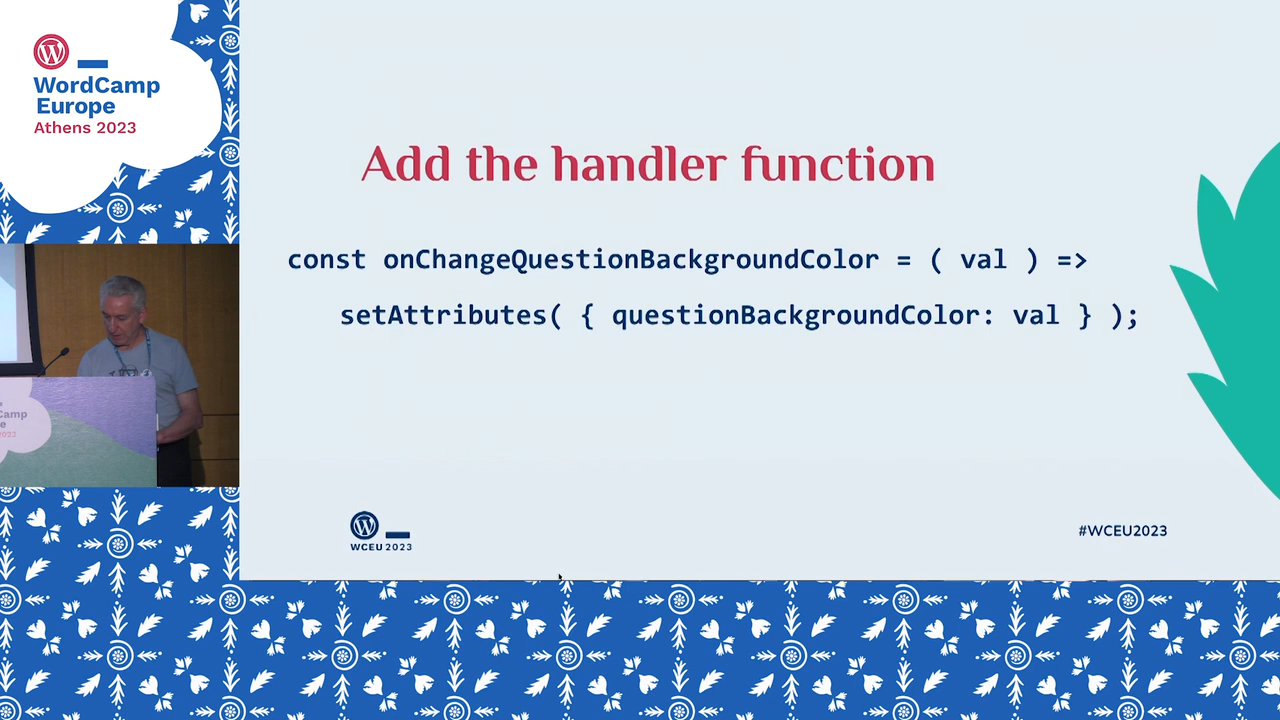 WordCamp
Europe
Athens 2023
Add the handler function
const onChangeQuestionBackgroundColor = ( val ) =>
setAttributes( { questionBackgroundColor: val } );
WCEU 2023
#WCEU2023